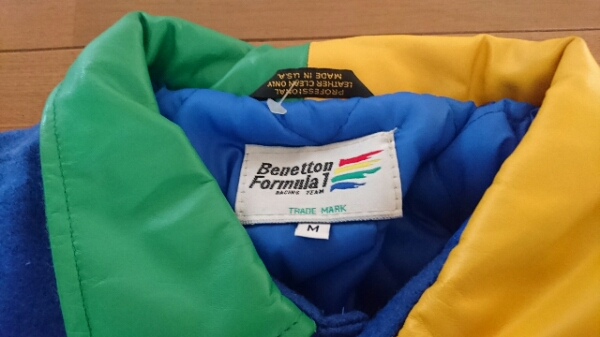 PROFESSIONAL
LEATHER CLEAN ONLY
MADE IN U.S.A.
Benetton
Formula 1
RACING TEAM
TRADE MARK
M